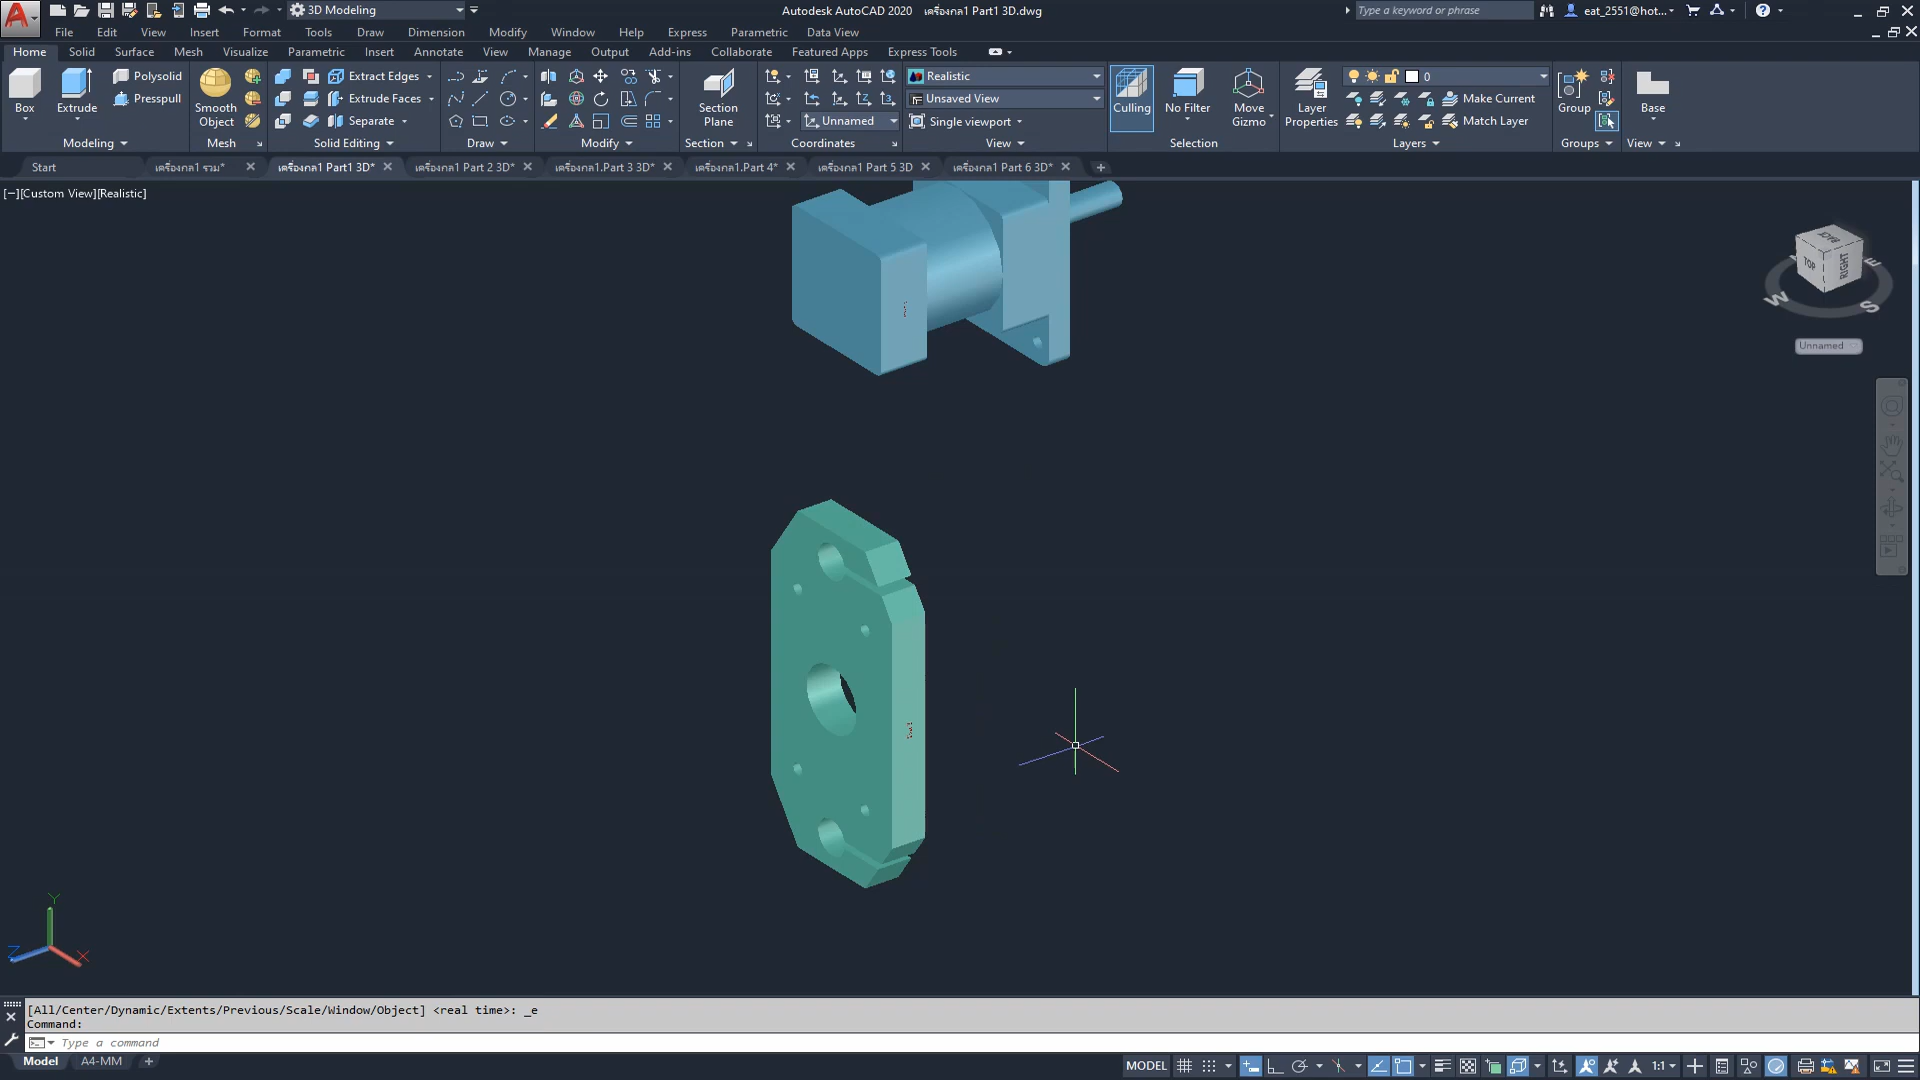 3D Modeling
Autodesk AutoCAD 2020 เครื่องกล1 Part1 3D.dwg
Type a keyword or phrase
eat_2551@hot...
File Edit View Insert Format Tools Draw Dimension Modify Window Help Express Parametric Data View
Home Solid Surface Mesh Visualize Parametric Insert Annotate View Manage Output Add-ins Collaborate Featured Apps Express Tools
Box
Extrude
Polysolid
Presspull
Modeling
Smooth Object
Mesh
Extract Edges
Extrude Faces
Separate
Solid Editing
Draw
Modify
Section Plane
Section
Unnamed
Coordinates
Realistic
Unsaved View
Single viewport
View
Culling
No Filter
Move Gizmo
Selection
Layer Properties
0
Make Current
Match Layer
Layers
Group
Groups
Base
View
Start
เครื่องกล1 รวม*
เครื่องกล1 Part1 3D*
เครื่องกล1 Part 2 3D*
เครื่องกล1.Part 3 3D*
เครื่องกล1.Part 4*
เครื่องกล1 Part 5 3D
เครื่องกล1 Part 6 3D*
[−][Custom View][Realistic]
BACK
TOP
RIGHT
W
S
E
Unnamed
Y
Z
X
[All/Center/Dynamic/Extents/Previous/Scale/Window/Object] <real time>: _e
Command:
Type a command
Model A4-MM
MODEL
1:1